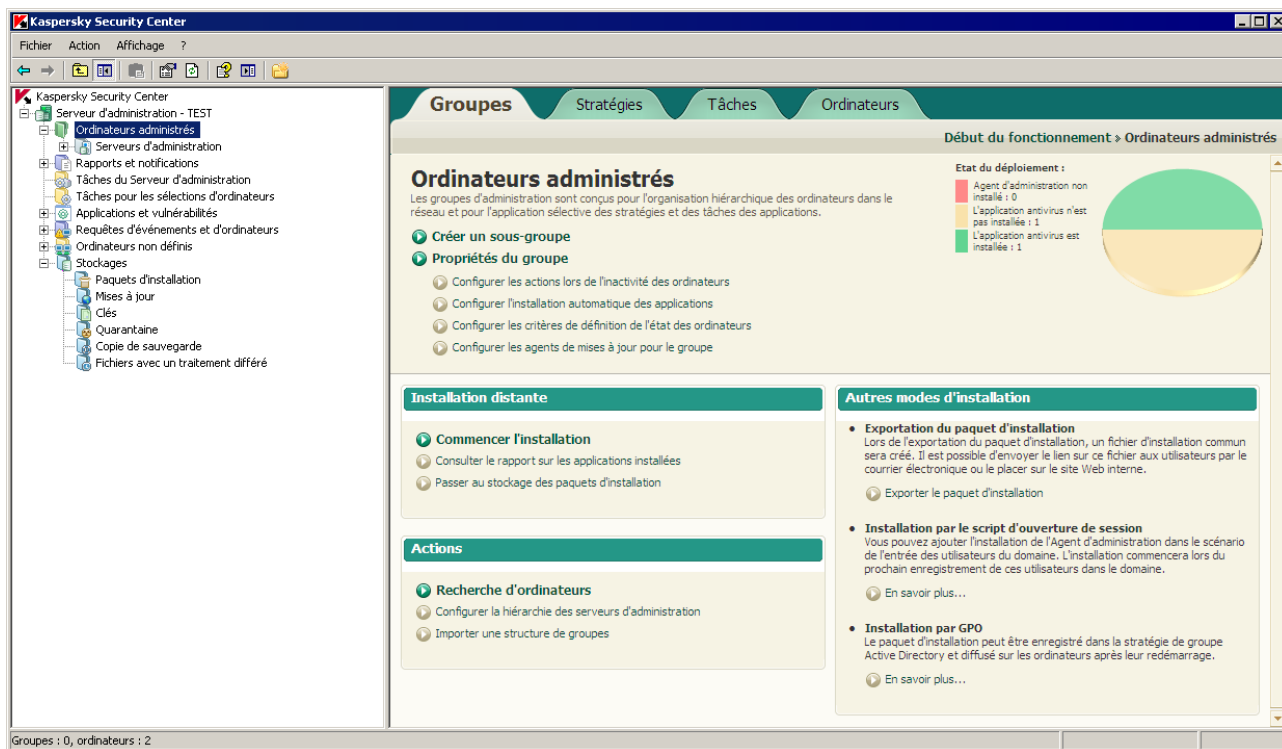 Kaspersky Security Center
Fichier Action Affichage ?
Kaspersky Security Center
Serveur d'administration - TEST
Ordinateurs administrés
Serveurs d'administration
Rapports et notifications
Tâches du Serveur d'administration
Tâches pour les sélections d'ordinateurs
Applications et vulnérabilités
Requêtes d'événements et d'ordinateurs
Ordinateurs non définis
Stockages
Paquets d'installation
Mises à jour
Clés
Quarantaine
Copie de sauvegarde
Fichiers avec un traitement différé
Groupes Stratégies Tâches Ordinateurs
Début du fonctionnement » Ordinateurs administrés
Ordinateurs administrés
Les groupes d'administration sont conçus pour l'organisation hiérarchique des ordinateurs dans le
réseau et pour l'application sélective des stratégies et des tâches des applications.
Créer un sous-groupe
Propriétés du groupe
Configurer les actions lors de l'inactivité des ordinateurs
Configurer l'installation automatique des applications
Configurer les critères de définition de l'état des ordinateurs
Configurer les agents de mises à jour pour le groupe
Etat du déploiement :
Agent d'administration non
installé : 0
L'application antivirus n'est
pas installée : 1
L'application antivirus est
installée : 1
Installation distante
Commencer l'installation
Consulter le rapport sur les applications installées
Passer au stockage des paquets d'installation
Actions
Recherche d'ordinateurs
Configurer la hiérarchie des serveurs d'administration
Importer une structure de groupes
Autres modes d'installation
• Exportation du paquet d'installation
Lors de l'exportation du paquet d'installation, un fichier d'installation commun
sera créé. Il est possible d'envoyer le lien sur ce fichier aux utilisateurs par le
courrier électronique ou le placer sur le site Web interne.
Exporter le paquet d'installation
• Installation par le script d'ouverture de session
Vous pouvez ajouter l'installation de l'Agent d'administration dans le scénario
de l'entrée des utilisateurs du domaine. L'installation commencera lors du
prochain enregistrement de ces utilisateurs dans le domaine.
En savoir plus...
• Installation par GPO
Le paquet d'installation peut être enregistré dans la stratégie de groupe
Active Directory et diffusé sur les ordinateurs après leur redémarrage.
En savoir plus...
Groupes : 0, ordinateurs : 2